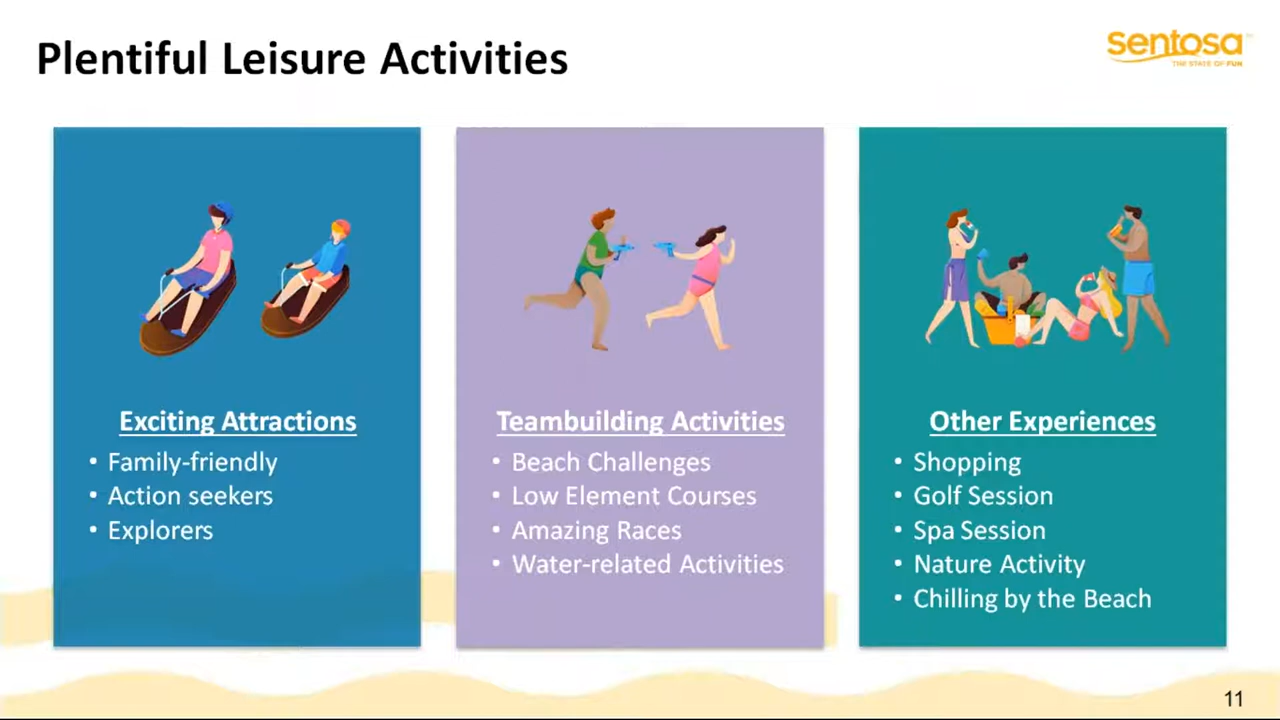 Plentiful Leisure Activities
Sentosa™
THE STATE OF FUN
Exciting Attractions
• Family-friendly
• Action seekers
• Explorers
Teambuilding Activities
• Beach Challenges
• Low Element Courses
• Amazing Races
• Water-related Activities
Other Experiences
• Shopping
• Golf Session
• Spa Session
• Nature Activity
• Chilling by the Beach
11